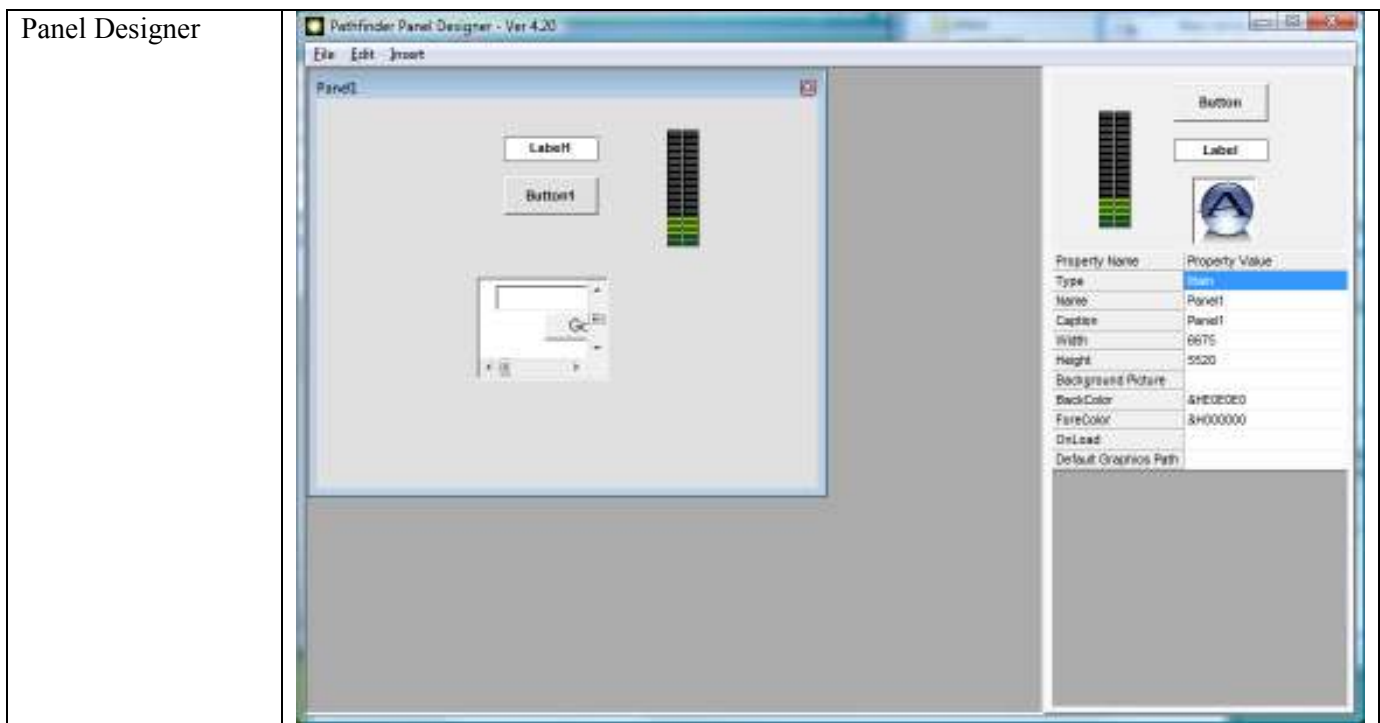 Panel Designer
Pathfinder Panel Designer - Ver 4.20
File Edit Insert
Panel1
Label1
Button1
Go
Button
Label
A
Property Name Property Value
Type Main
Name Panel1
Caption Panel1
Width 6675
Height 5520
Background Picture
BackColor &HE0E0E0
ForeColor &H000000
OnLoad
Default Graphics Path